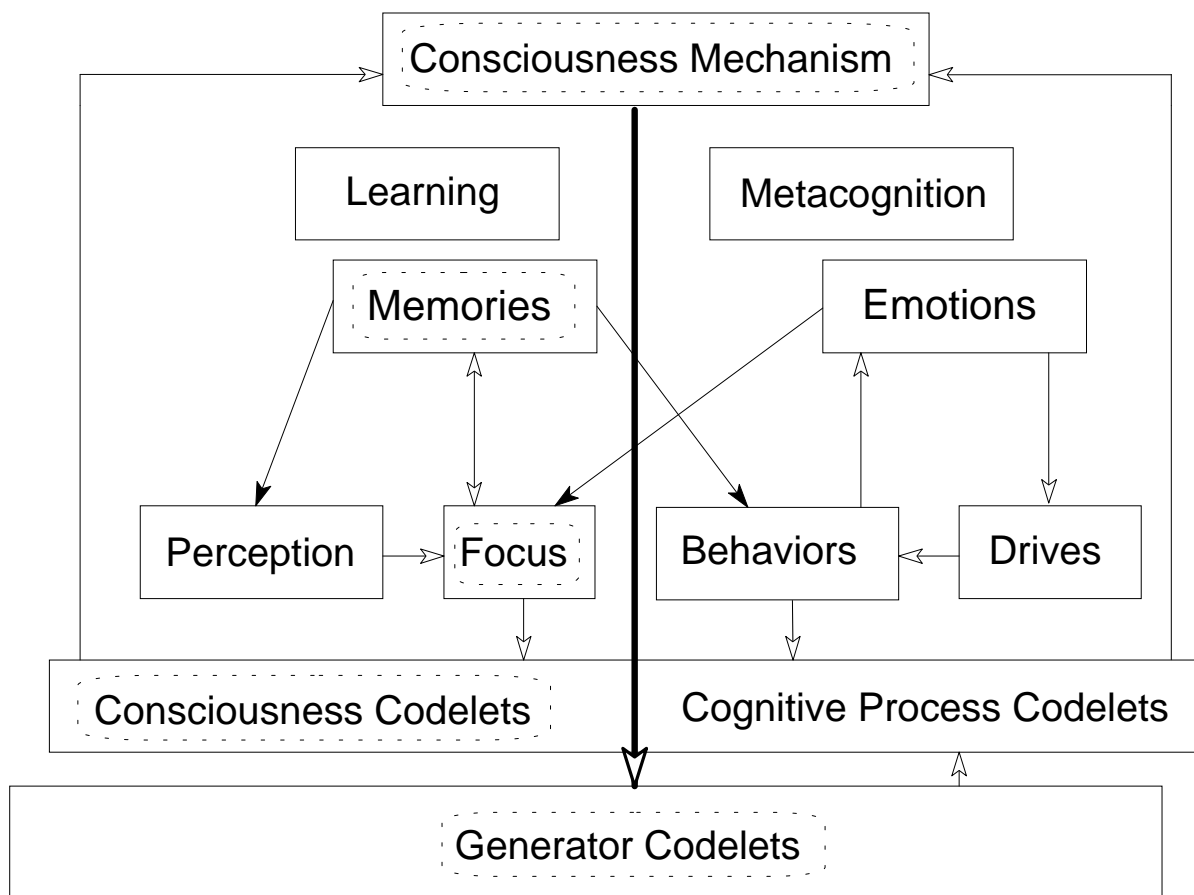 Consciousness Mechanism
Learning
Metacognition
Memories
Emotions
Perception
Focus
Behaviors
Drives
Consciousness Codelets
Cognitive Process Codelets
Generator Codelets